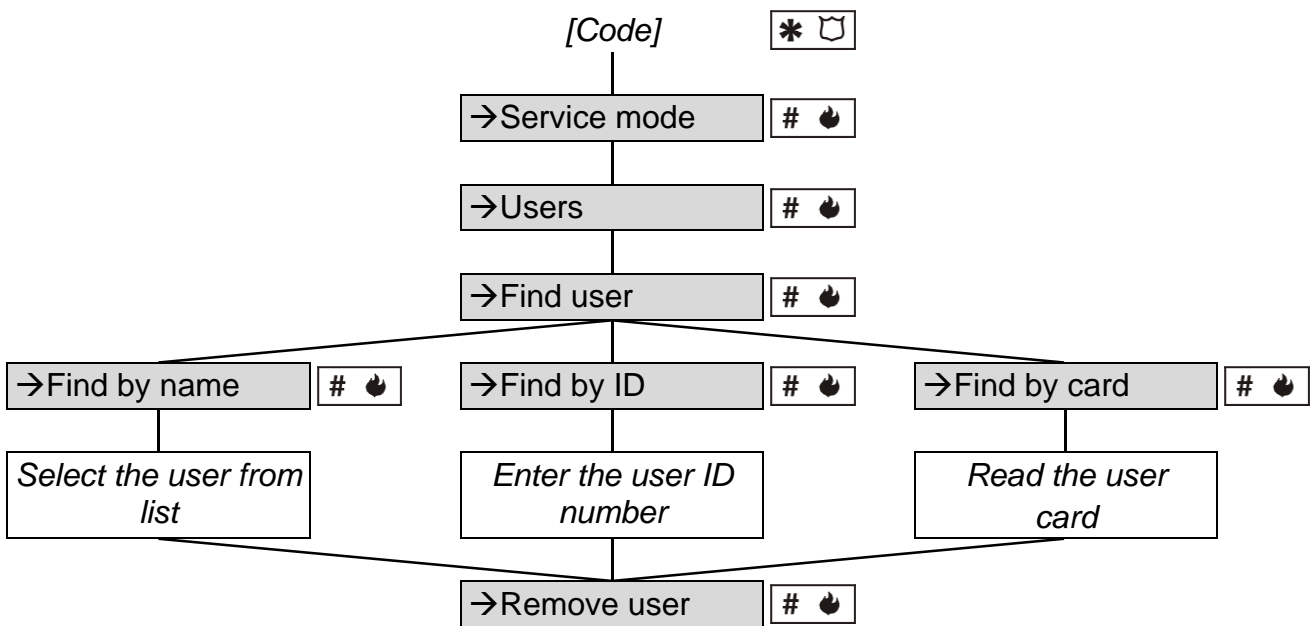 [Code] *
→Service mode #
→Users #
→Find user #
→Find by name # →Find by ID # →Find by card #
Select the user from Enter the user ID Read the user
list number card
→Remove user #